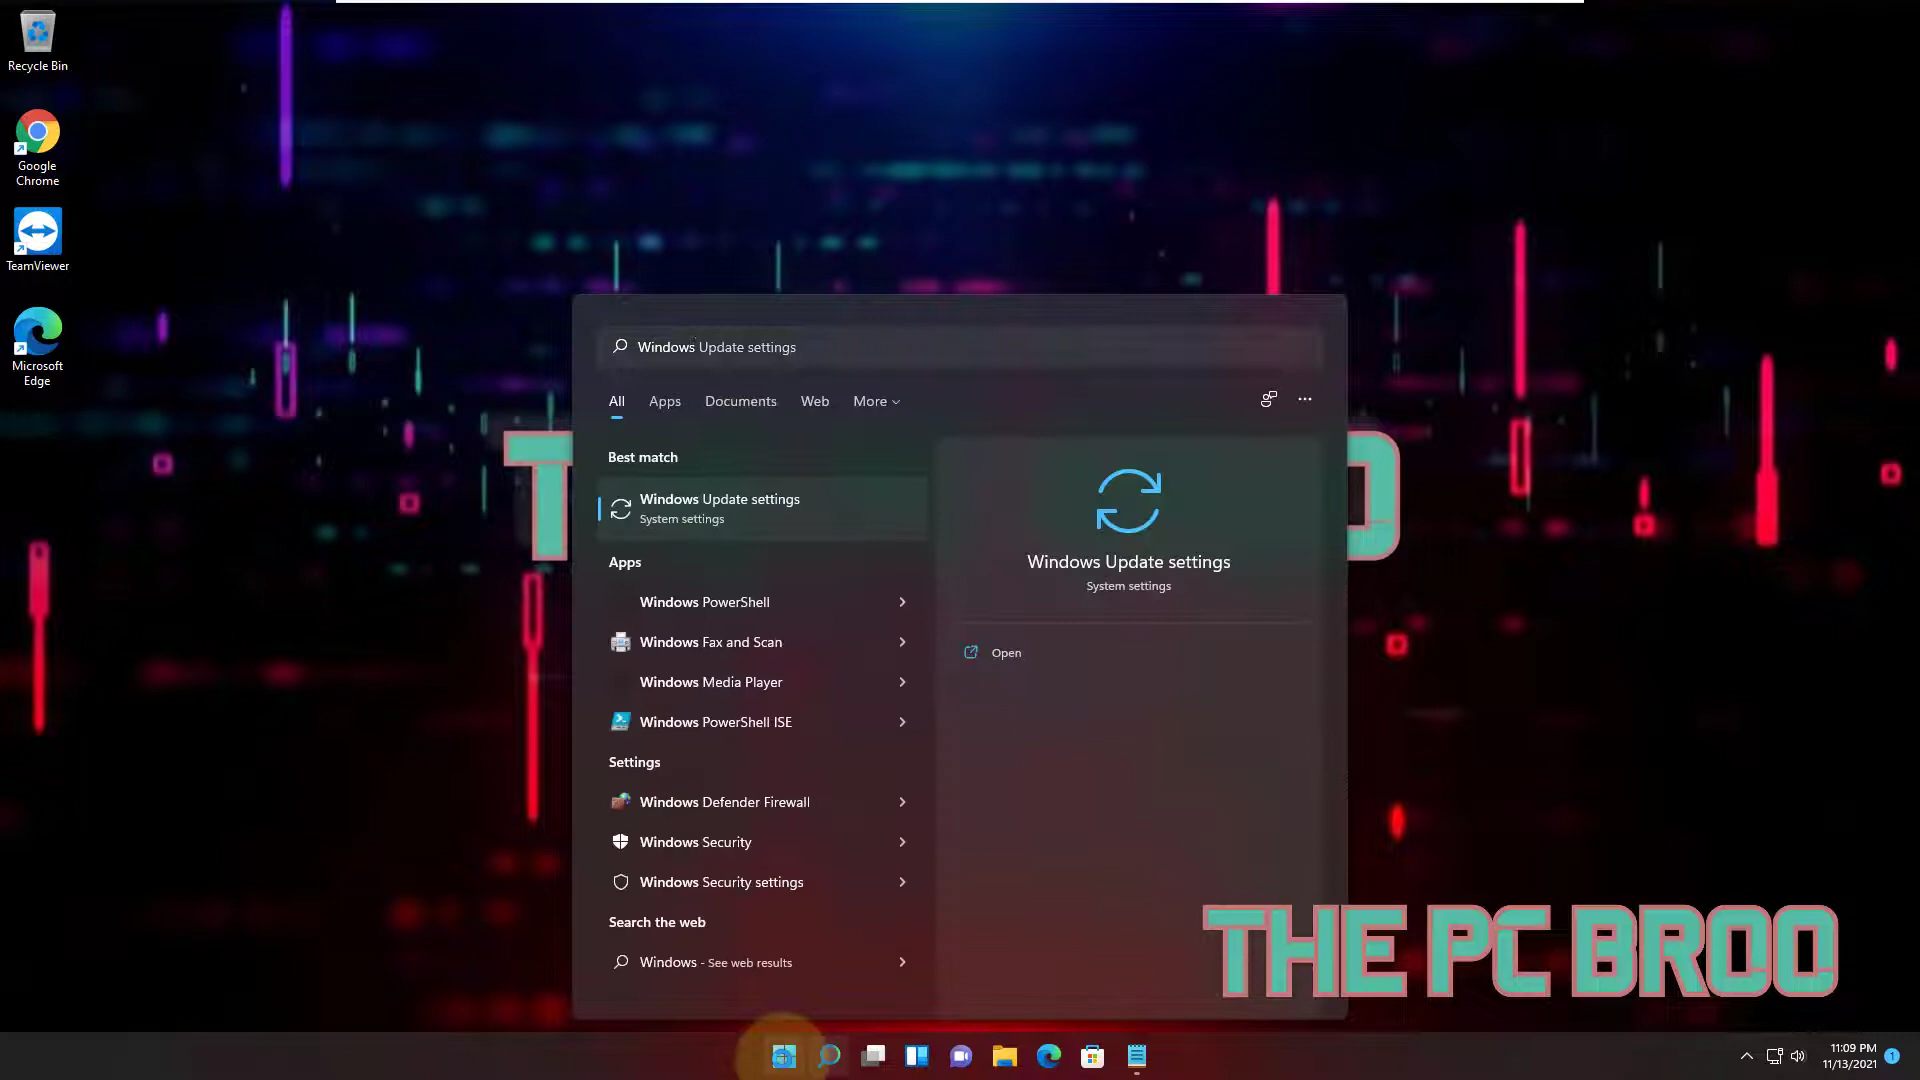 Recycle Bin
Google
Chrome
TeamViewer
Microsoft
Edge
Windows Update settings
All
Apps
Documents
Web
More
Best match
Windows Update settings
System settings
Apps
Windows PowerShell
Windows Fax and Scan
Windows Media Player
Windows PowerShell ISE
Settings
Windows Defender Firewall
Windows Security
Windows Security settings
Search the web
Windows - See web results
Windows Update settings
System settings
Open
THE PC BROO
11:09 PM
11/13/2021
1